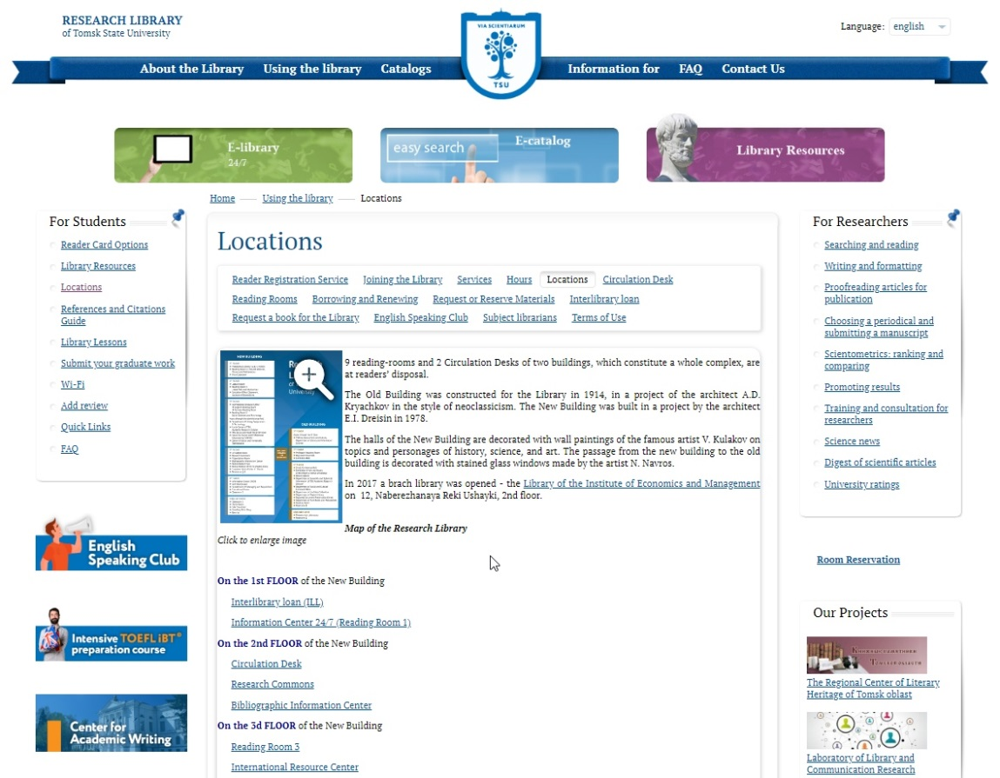 RESEARCH LIBRARY
of Tomsk State University
Language: english
VIA SCIENTIARUM
TSU
About the Library Using the library Catalogs Information for FAQ Contact Us
E-library
24/7
easy search
E-catalog
Library Resources
Home Using the library Locations
For Students
Reader Card Options
Library Resources
Locations
References and Citations
Guide
Library Lessons
Submit your graduate work
Wi-Fi
Add review
Quick Links
FAQ
English
Speaking Club
Intensive TOEFL iBT®
preparation course
Center for
Academic Writing
Locations
Reader Registration Service Joining the Library Services Hours Locations Circulation Desk
Reading Rooms Borrowing and Renewing Request or Reserve Materials Interlibrary loan
Request a book for the Library English Speaking Club Subject librarians Terms of Use
NEW BUILDING
OLD BUILDING
University
9 reading-rooms and 2 Circulation Desks of two buildings, which constitute a whole complex, are
at readers' disposal.
The Old Building was constructed for the Library in 1914, in a project of the architect A.D.
Kryachkov in the style of neoclassicism. The New Building was built in a project by the architect
E.I. Dreisin in 1978.
The halls of the New Building are decorated with wall paintings of the famous artist V. Kulakov on
topics and personages of history, science, and art. The passage from the new building to the old
building is decorated with stained glass windows made by the artist N. Navros.
In 2017 a brach library was opened - the Library of the Institute of Economics and Management
on 12, Naberezhanaya Reki Ushayki, 2nd floor.
Map of the Research Library
Click to enlarge image
On the 1st FLOOR of the New Building
Interlibrary loan (ILL)
Information Center 24/7 (Reading Room 1)
On the 2nd FLOOR of the New Building
Circulation Desk
Research Commons
Bibliographic Information Center
On the 3d FLOOR of the New Building
Reading Room 3
International Resource Center
For Researchers
Searching and reading
Writing and formatting
Proofreading articles for
publication
Choosing a periodical and
submitting a manuscript
Scientometrics: ranking and
comparing
Promoting results
Training and consultation for
researchers
Science news
Digest of scientific articles
University ratings
Room Reservation
Our Projects
The Regional Center of Literary
Heritage of Tomsk oblast
Laboratory of Library and
Communication Research